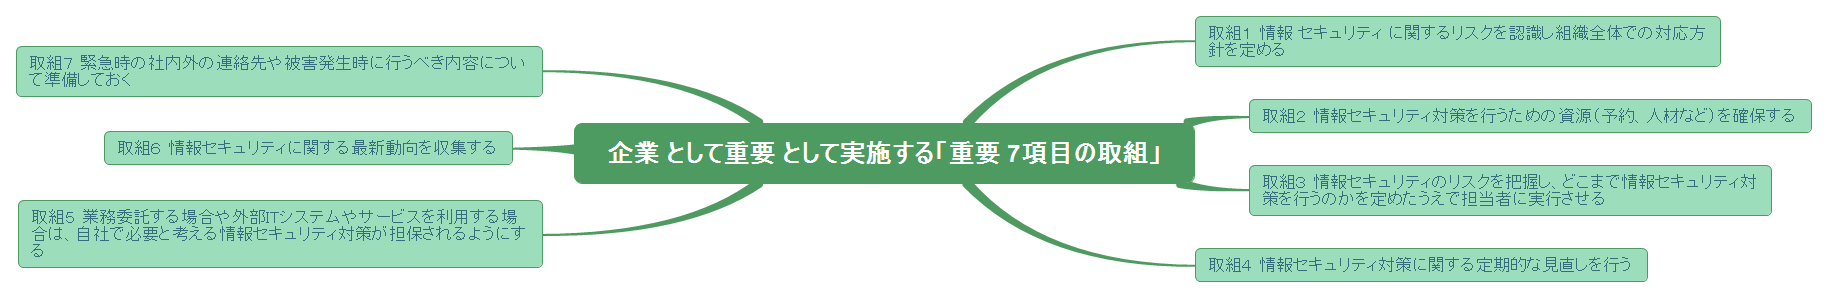 企業として重要として実施する「重要7項目の取組」
取組1 情報セキュリティに関するリスクを認識し組織全体での対応方
針を定める
取組2 情報セキュリティ対策を行うための資源（予約、人材など）を確保する
取組3 情報セキュリティのリスクを把握し、どこまで情報セキュリティ対
策を行うのかを定めたうえで担当者に実行させる
取組4 情報セキュリティ対策に関する定期的な見直しを行う
取組5 業務委託する場合や外部ITシステムやサービスを利用する場
合は、自社で必要と考える情報セキュリティ対策が担保されるようにす
る
取組6 情報セキュリティに関する最新動向を収集する
取組7 緊急時の社内外の連絡先や被害発生時に行うべき内容につい
て準備しておく